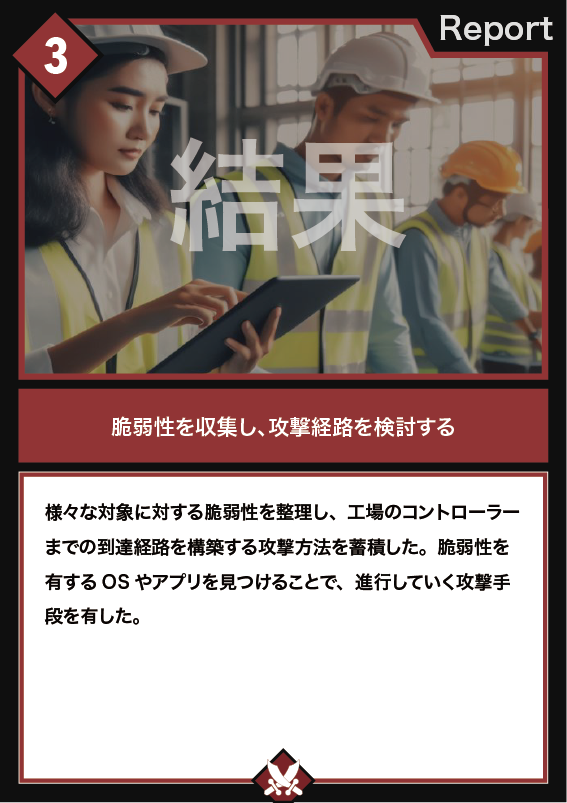 Report
3
結果
脆弱性を収集し、攻撃経路を検討する
様々な対象に対する脆弱性を整理し、工場のコントローラー
までの到達経路を構築する攻撃方法を蓄積した。脆弱性を
有する OS やアプリを見つけることで、進行していく攻撃手
段を有した。